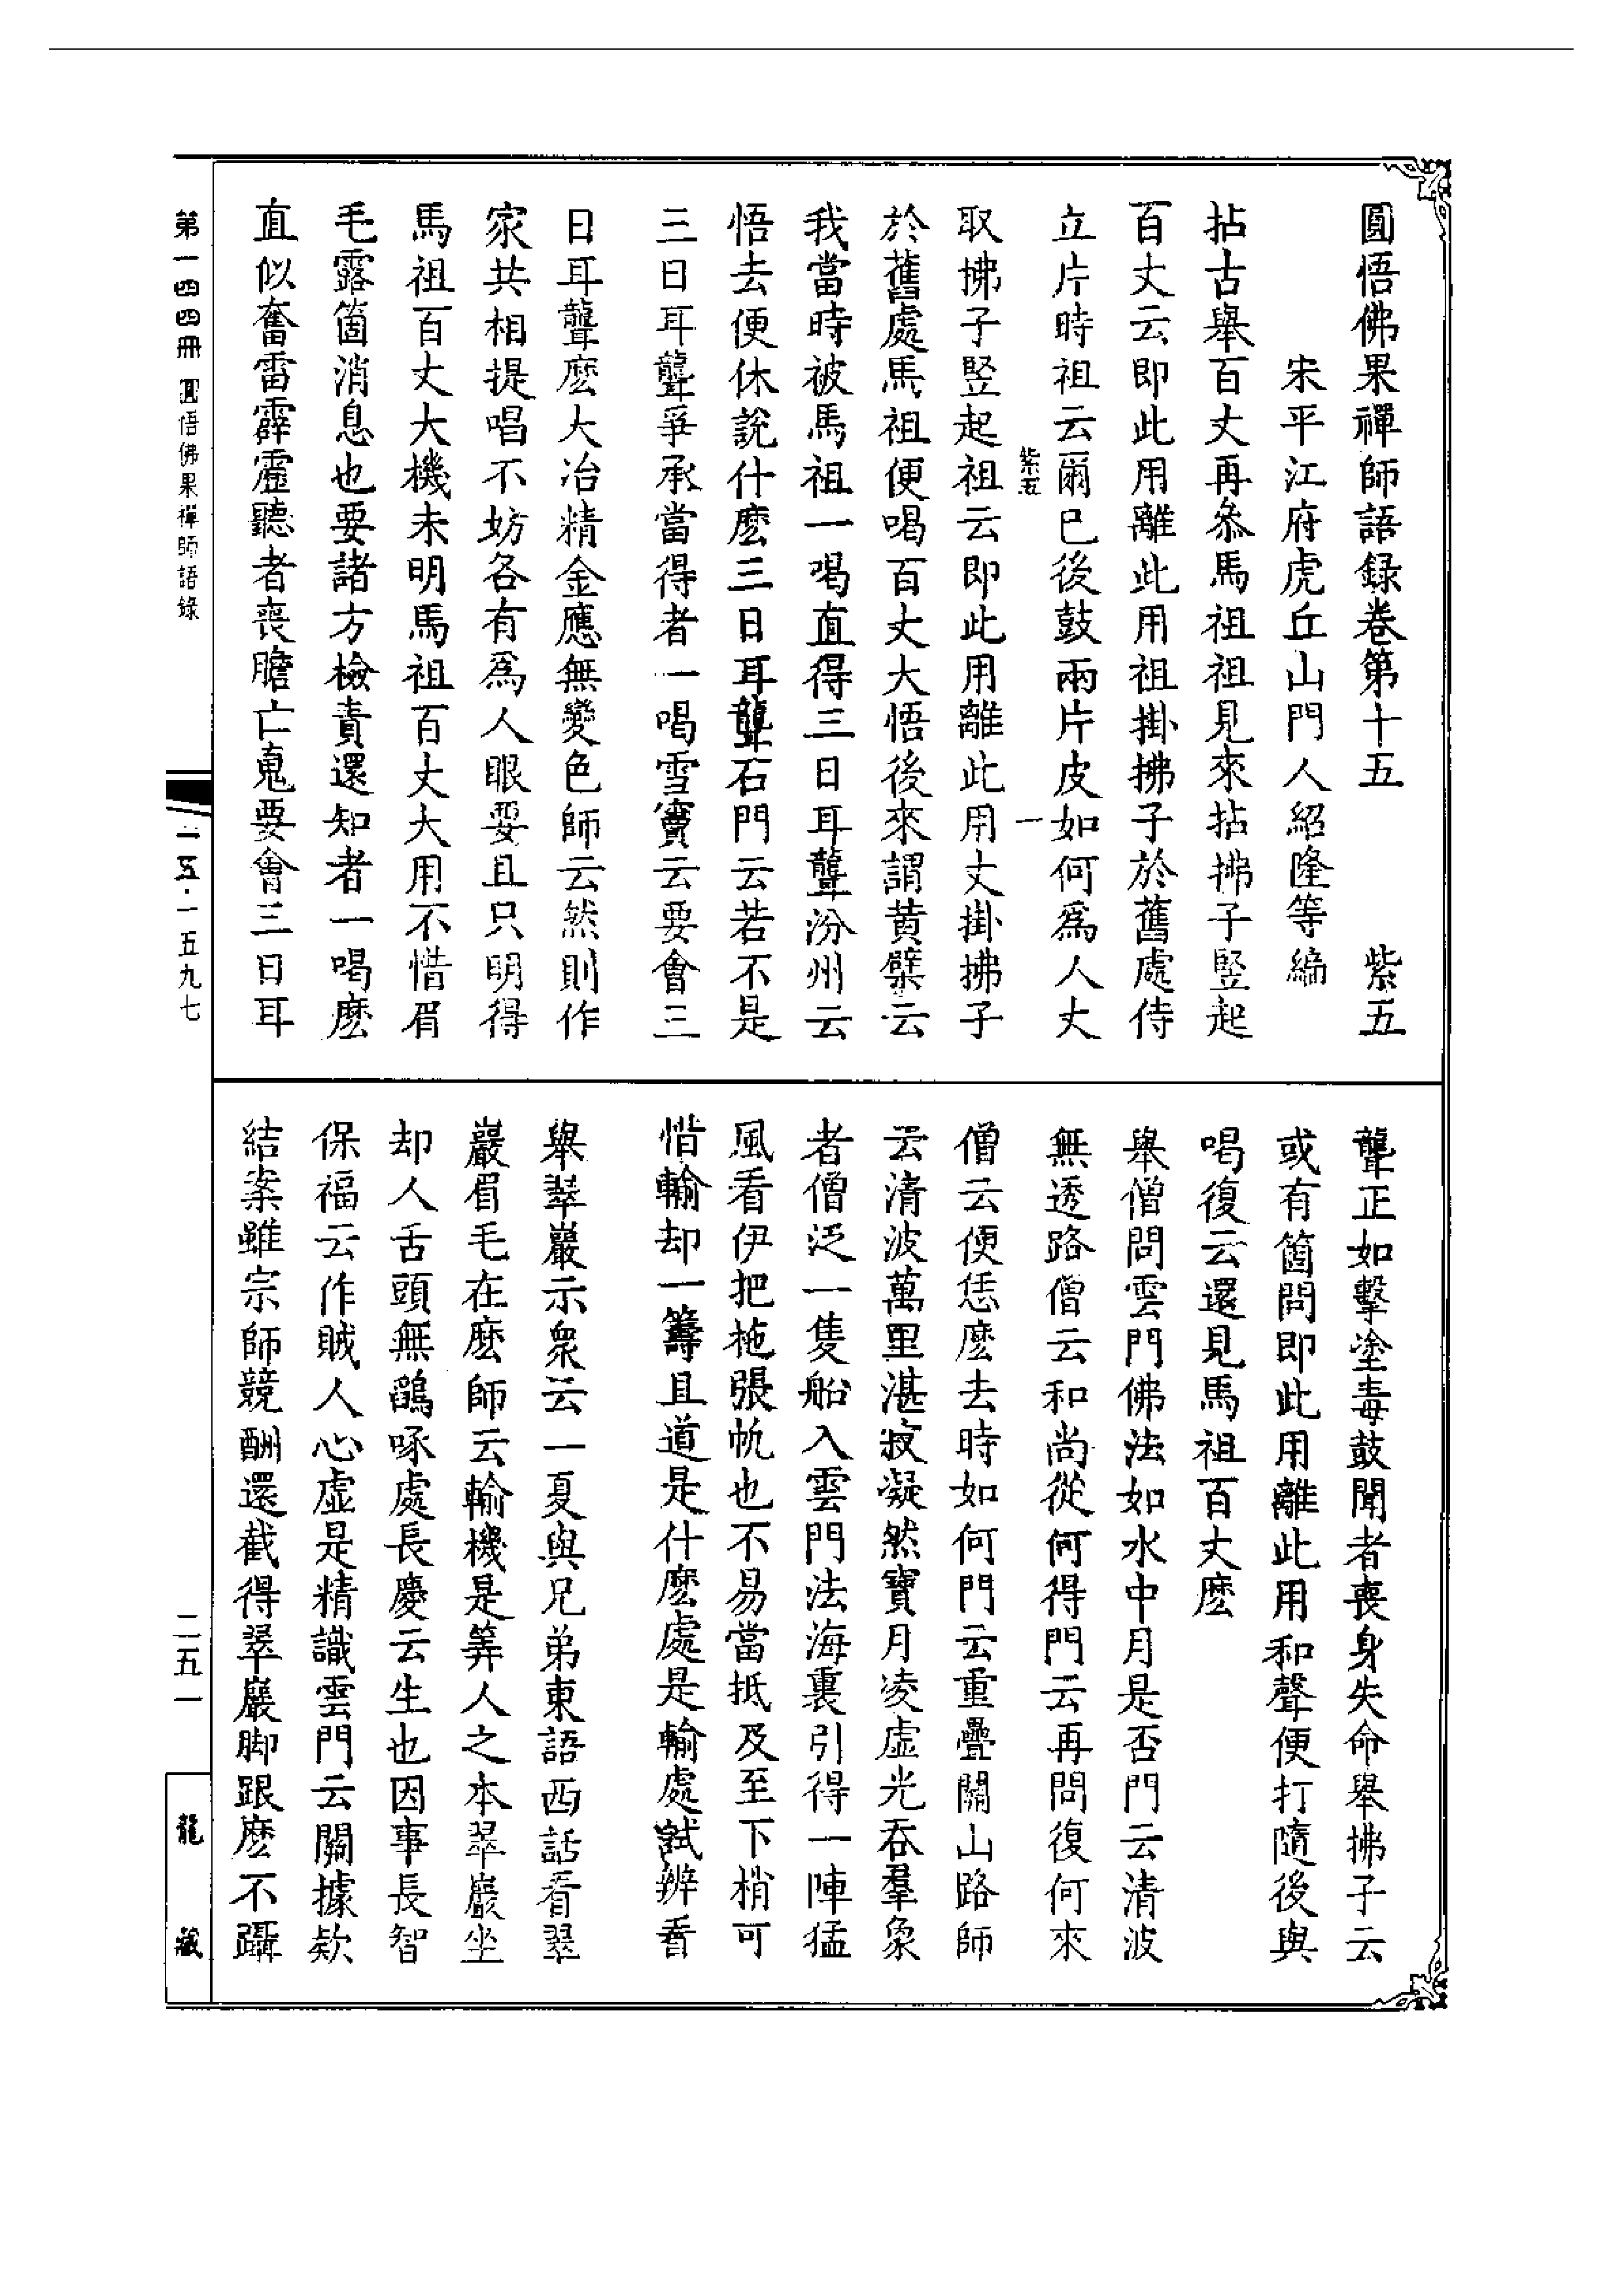 圓悟佛果禪師語錄卷第十五 紫五
宋平江府虎丘山門人紹隆等編
拈古舉百丈再叅馬祖祖見來拈拂子竪起
百丈云即此用離此用祖掛拂子於舊處侍
立片時祖云爾巳後鼓兩片皮如何爲人丈
紫五 一
取拂子竪起祖云即此用離此用丈掛拂子
於舊處馬祖便喝百丈大悟後來謂黃檗云
我當時被馬祖一喝直得三日耳聾汾州云
悟去便休說什麽三日耳聾石門云若不是
三日耳聾爭承當得者一喝雪竇云要會三
日耳聾麽大冶精金應無變色師云然則作
家共相提唱不妨各有爲人眼要且只明得
馬祖百丈大機未明馬祖百丈大用不惜眉
毛露箇消息也要諸方檢責還知者一喝麽
直似奮雷霹靂聽者喪膽亡䰟要會三日耳
聾正如擊塗毒鼓聞者喪身失命舉拂子云
或有箇問即此用離此用和聲便打隨後與
喝復云還見馬祖百丈麽
舉僧問雲門佛法如水中月是否門云清波
無透路僧云和尚從何得門云再問復何來
僧云便恁麽去時如何門云重疊關山路師
云清波萬里湛寂凝然寶月凌虛光吞羣象
者僧泛一隻船入雲門法海裏引得一陣猛
風看伊把柂張帆也不易當抵及至下梢可
惜輸却一籌且道是什麽處是輸處試辨看
舉翠巖示衆云一夏與兄弟東語西話看翠
巖眉毛在麽師云輸機是筭人之本翠巖坐
却人舌頭無鵮啄處長慶云生也因事長智
保福云作賊人心虛是精識雲門云關據欵
結案雖宗師競酬還截得翠巖脚跟麽不躡
第一四四冊 圓悟佛果禪師語錄
一五·一五九七
二五一
龍藏